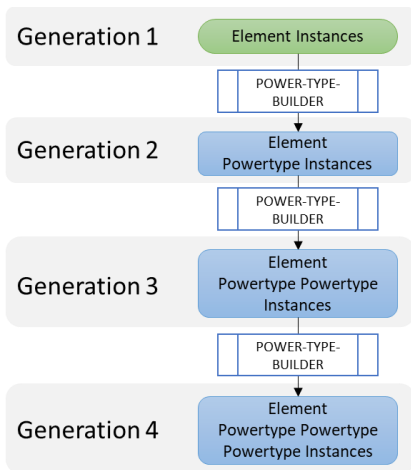 Generation 1
Element Instances
POWER-TYPE-
BUILDER
Generation 2
Element
Powertype Instances
POWER-TYPE-
BUILDER
Generation 3
Element
Powertype Powertype
Instances
POWER-TYPE-
BUILDER
Generation 4
Element
Powertype Powertype
Powertype Instances